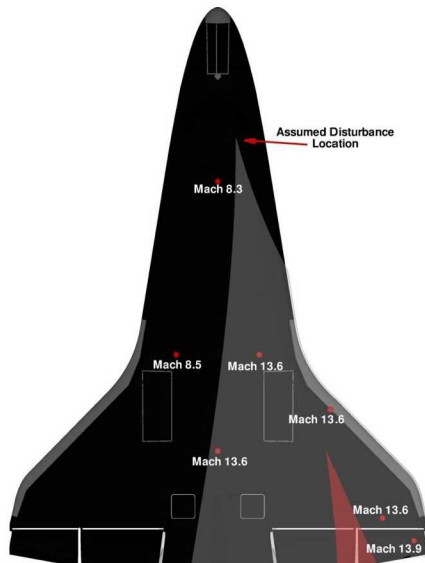 Assumed Disturbance
Location
Mach 8.3
Mach 8.5
Mach 13.6
Mach 13.6
Mach 13.6
Mach 13.6
Mach 13.9